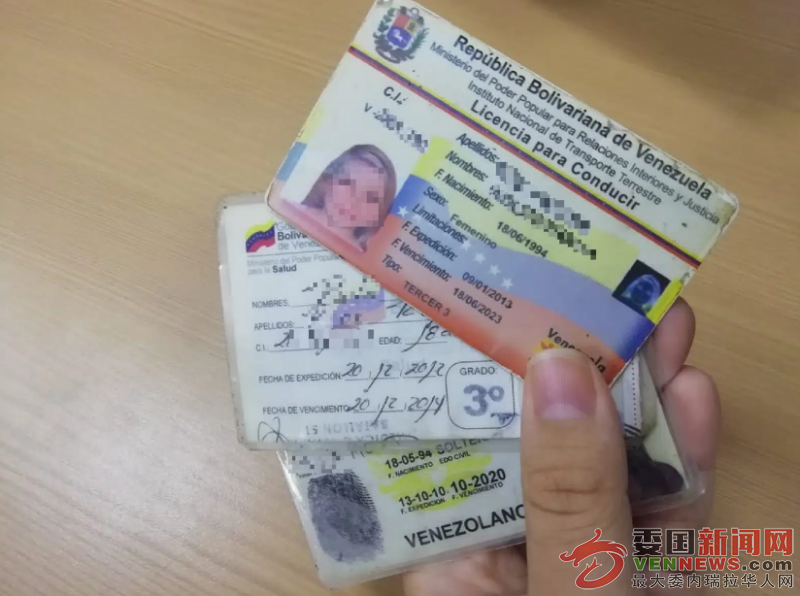 República Bolivariana de Venezuela
Ministerio del Poder Popular para Relaciones Interiores y Justicia
Instituto Nacional de Transporte Terrestre
Licencia para Conducir
C.I.
V
Apellidos:
Nombres:
F. Nacimiento: 18/06/1994
Sexo: Femenino
Limitaciones:
F. Expedición: 09/01/2013
F. Vencimiento: 18/06/2023
Tipo: TERCER 3
Venezuela
Bolivar
de Venez
Ministerio del Poder Popular
para la Salud
NOMBRES:
APELLIDOS:
C.I. EDAD:
FECHA DE EXPEDICIÓN: 20 12 2012
FECHA DE VENCIMIENTO: 20 12 2014
GRADO:
3º
18-05-94 SOLTER
F. NACIMIENTO EDO CIVIL
13-10-10 10-2020
F. EXPEDICION F. VENCIMIENTO
VENEZOLANO
委国新闻网
VENNEWS.com
最大委内瑞拉华人网